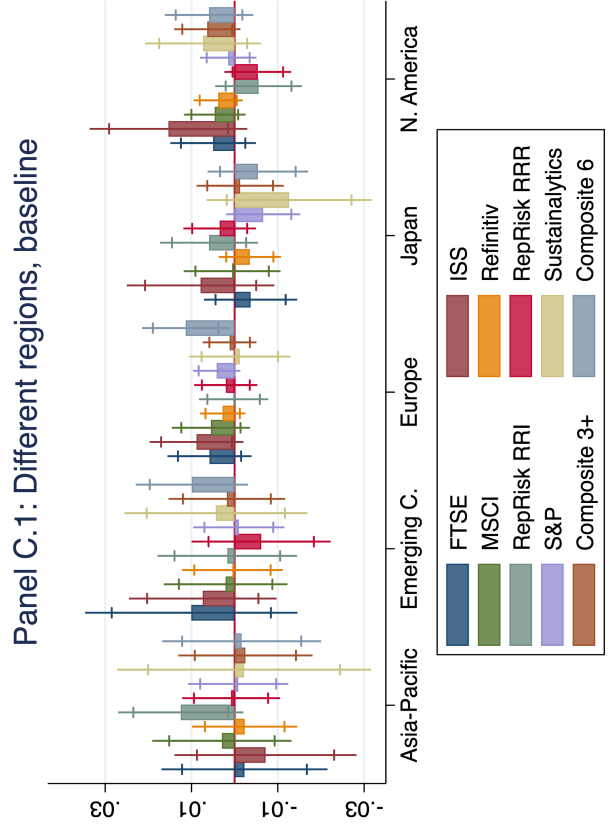 Panel C.1: Different regions, baseline
.03
.01
-.01
-.03
Asia-Pacific Emerging C. Europe Japan N. America
FTSE ISS
MSCI Refinitiv
RepRisk RRI RepRisk RRR
S&P Sustainalytics
Composite 3+ Composite 6